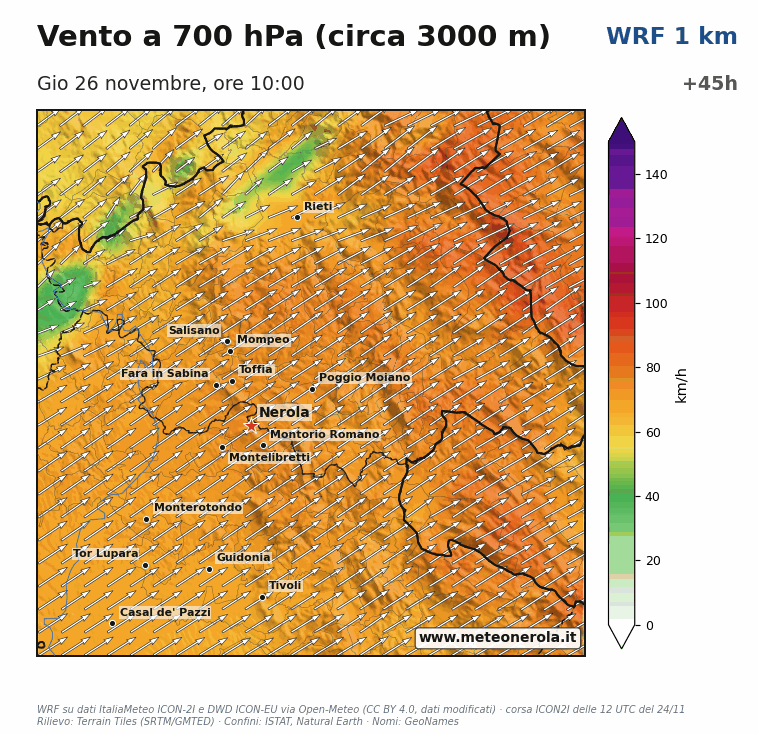 Vento a 700 hPa (circa 3000 m)
WRF 1 km
Gio 26 novembre, ore 10:00
+45h
Rieti
Salisano
Mompeo
Fara in Sabina
Toffia
Poggio Moiano
Nerola
Montorio Romano
Montelibretti
Monterotondo
Tor Lupara
Guidonia
Tivoli
Casal de' Pazzi
www.meteonerola.it
140
120
100
80
60
40
20
0
km/h
WRF su dati ItaliaMeteo ICON-2I e DWD ICON-EU via Open-Meteo (CC BY 4.0, dati modificati) · corsa ICON2I delle 12 UTC del 24/11
Rilievo: Terrain Tiles (SRTM/GMTED) · Confini: ISTAT, Natural Earth · Nomi: GeoNames